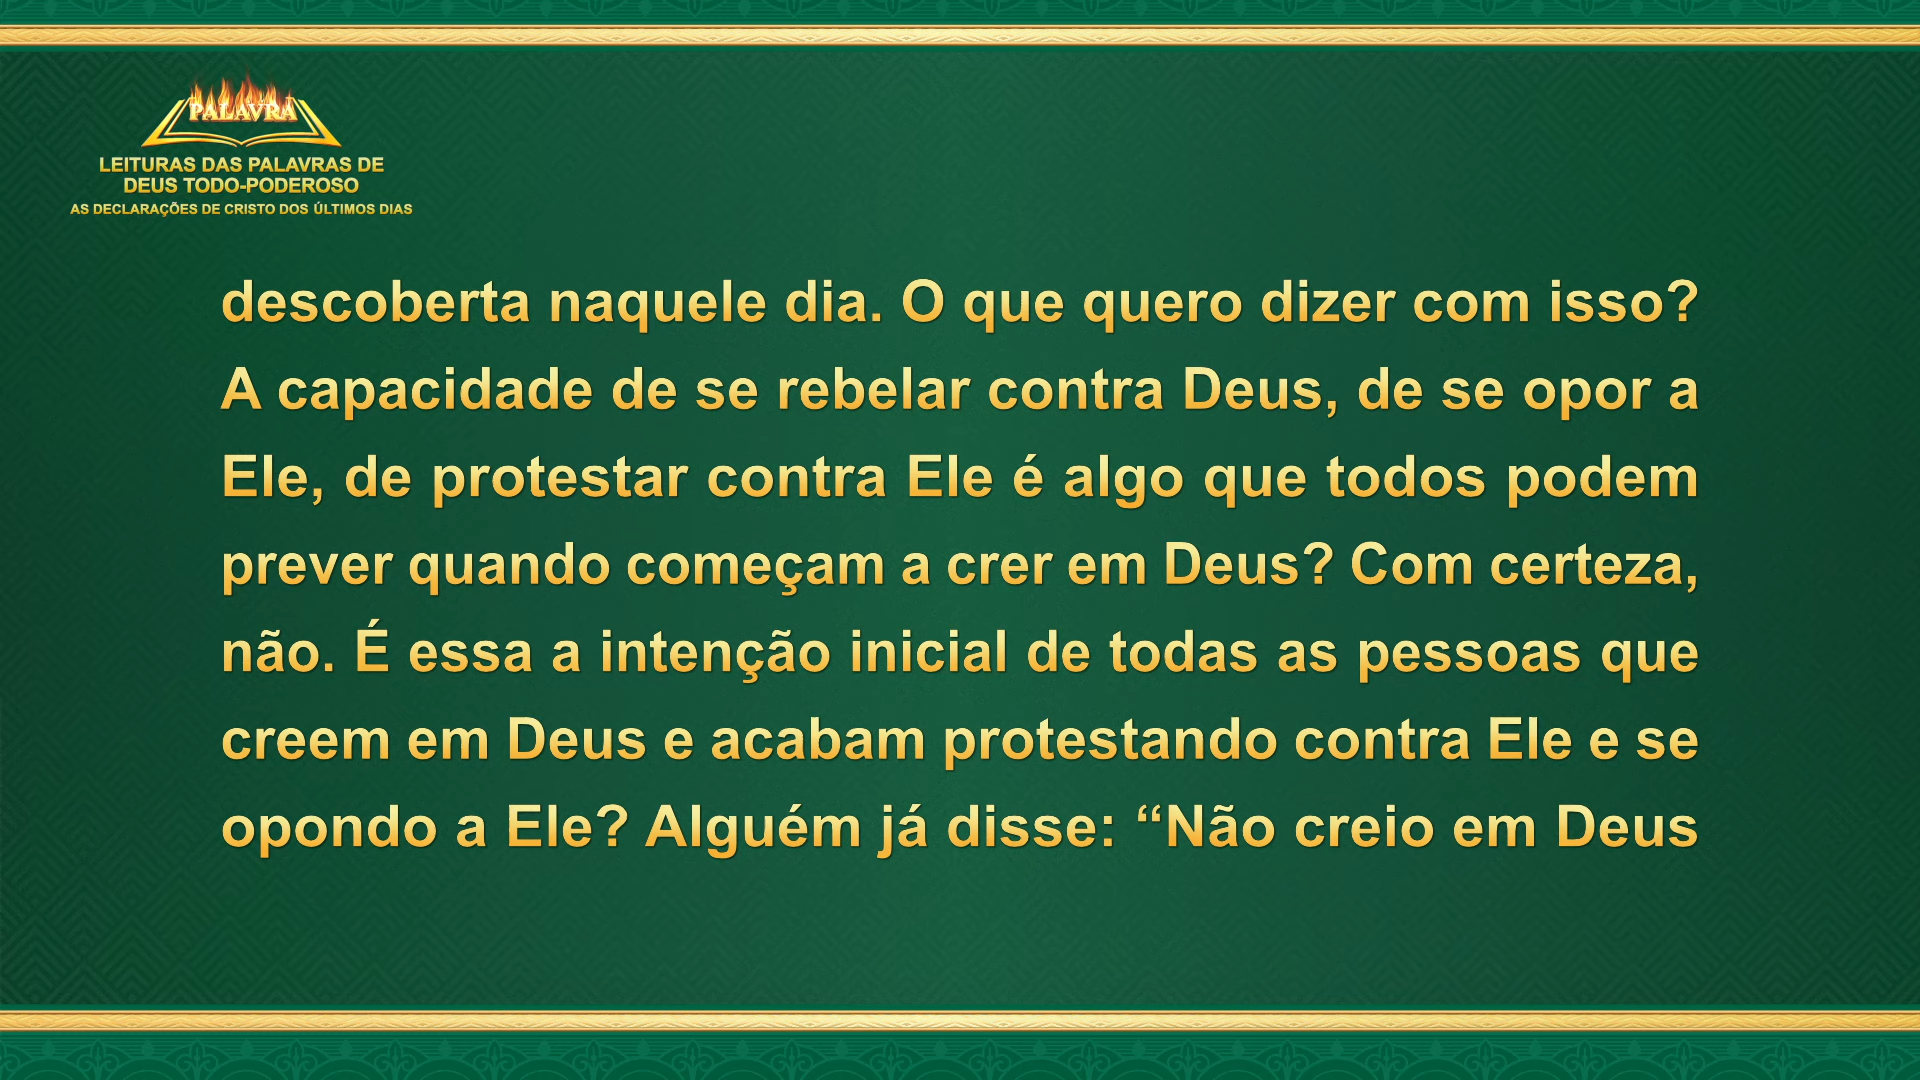 PALAVRA
LEITURAS DAS PALAVRAS DE
DEUS TODO-PODEROSO
AS DECLARAÇÕES DE CRISTO DOS ÚLTIMOS DIAS
descoberta naquele dia. O que quero dizer com isso?
A capacidade de se rebelar contra Deus, de se opor a
Ele, de protestar contra Ele é algo que todos podem
prever quando começam a crer em Deus? Com certeza,
não. É essa a intenção inicial de todas as pessoas que
creem em Deus e acabam protestando contra Ele e se
opondo a Ele? Alguém já disse: “Não creio em Deus